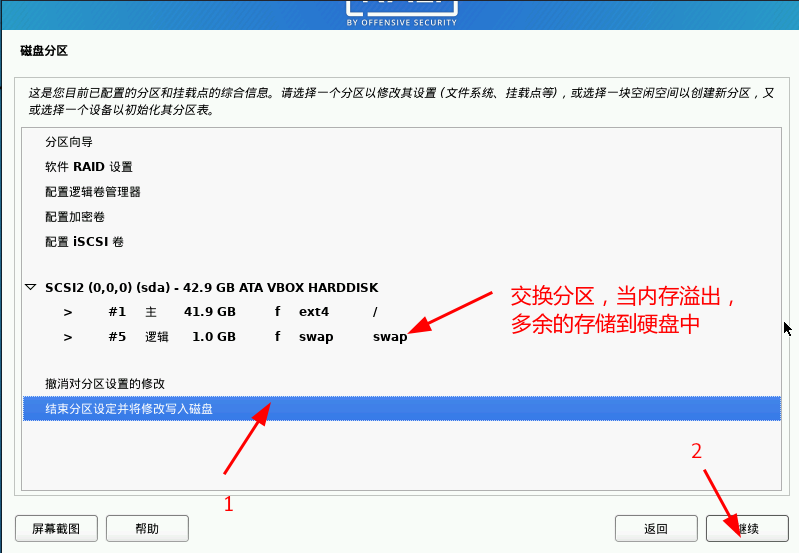 BY OFFENSIVE SECURITY
磁盘分区
这是您目前已配置的分区和挂载点的综合信息。请选择一个分区以修改其设置 (文件系统、挂载点等)，或选择一块空闲空间以创建新分区，又
或选择一个设备以初始化其分区表。
分区向导
软件 RAID 设置
配置逻辑卷管理器
配置加密卷
配置 iSCSI 卷
SCSI2 (0,0,0) (sda) - 42.9 GB ATA VBOX HARDDISK
> #1 主 41.9 GB f ext4 /
> #5 逻辑 1.0 GB f swap swap
交换分区，当内存溢出，
多余的存储到硬盘中
撤消对分区设置的修改
结束分区设定并将修改写入磁盘
1
2
屏幕截图 帮助 返回 继续